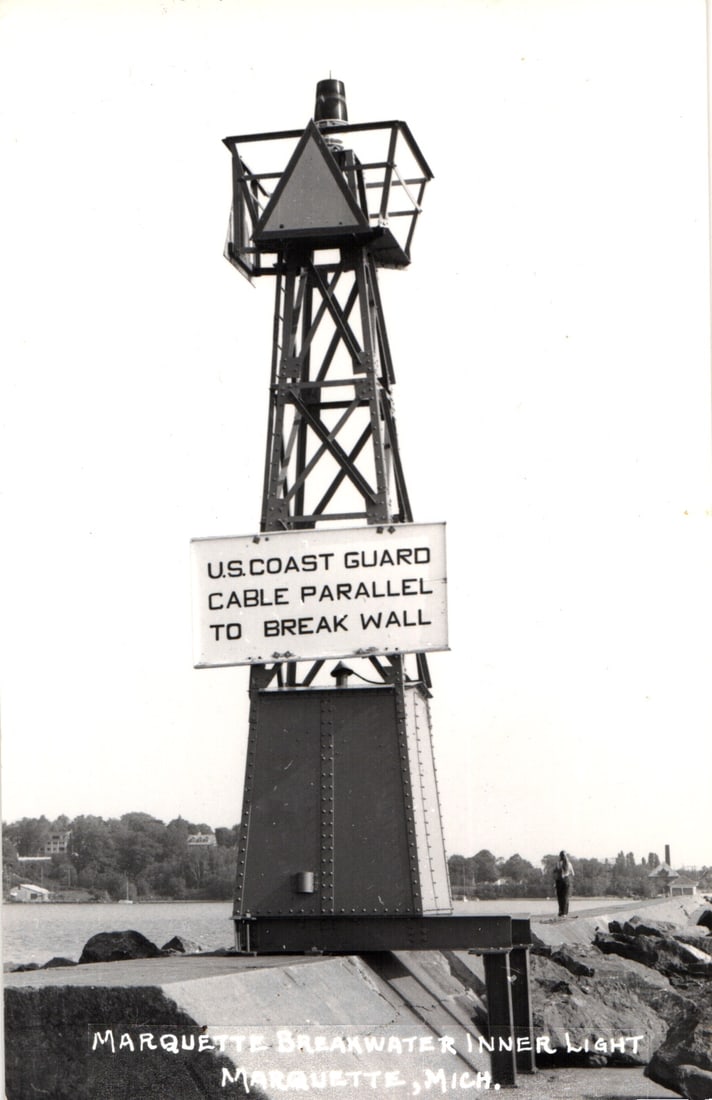 U.S. COAST GUARD
CABLE PARALLEL
TO BREAK WALL
MARQUETTE BREAKWATER INNER LIGHT
MARQUETTE, MICH.